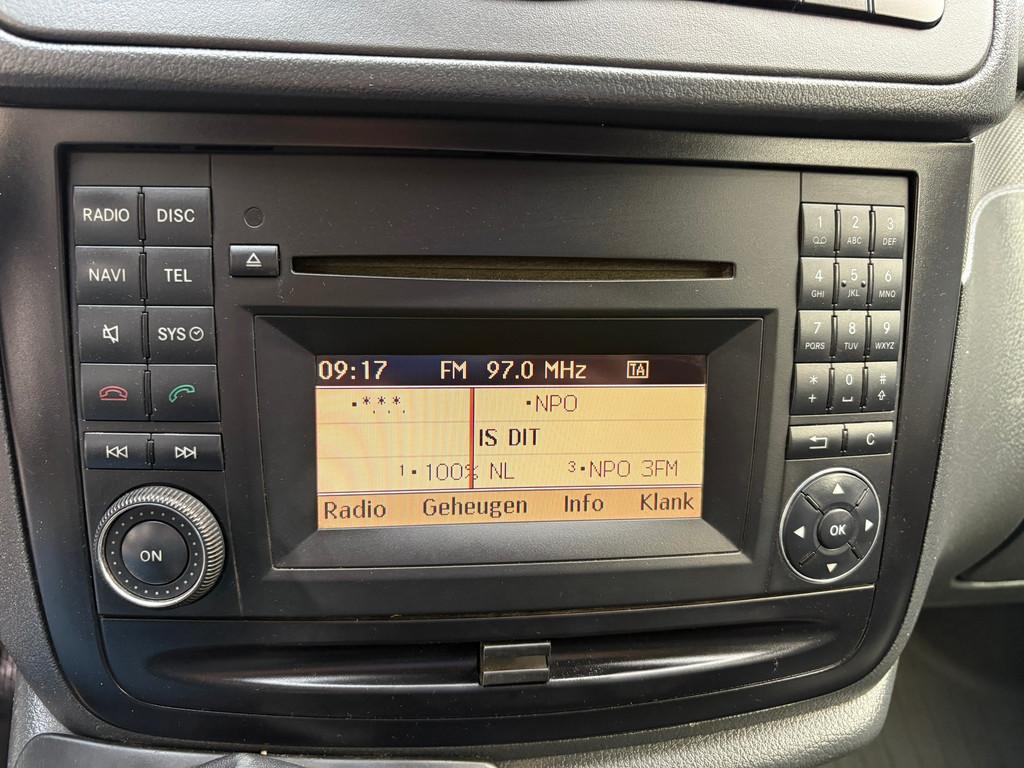 RADIO DISC
NAVI TEL
SYS
ON
09:17 FM 97.0 MHz TA
*.*.*. NPO
IS DIT
1 100% NL 3 NPO 3FM
Radio Geheugen Info Klank
1 2 ABC 3 DEF
4 GHI 5 JKL 6 MNO
7 PQRS 8 TUV 9 WXYZ
* + 0 #
C
OK